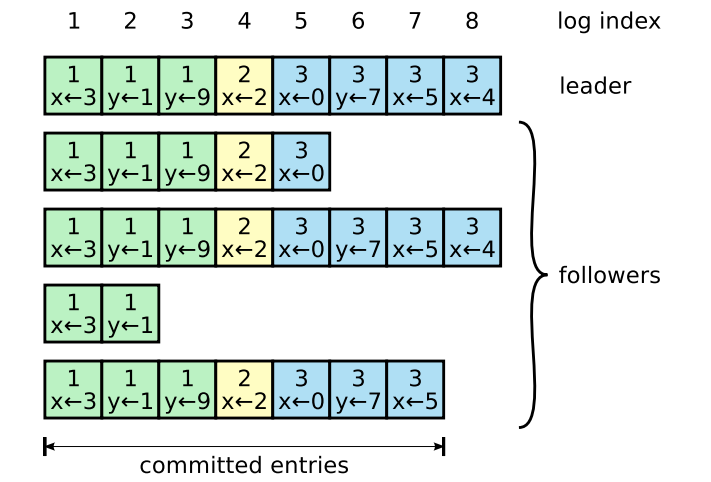 1 2 3 4 5 6 7 8 log index
1 1 1 2 3 3 3 3
x←3 y←1 y←9 x←2 x←0 y←7 x←5 x←4
leader
1 1 1 2 3
x←3 y←1 y←9 x←2 x←0
1 1 1 2 3 3 3 3
x←3 y←1 y←9 x←2 x←0 y←7 x←5 x←4
followers
1 1
x←3 y←1
1 1 1 2 3 3 3
x←3 y←1 y←9 x←2 x←0 y←7 x←5
committed entries